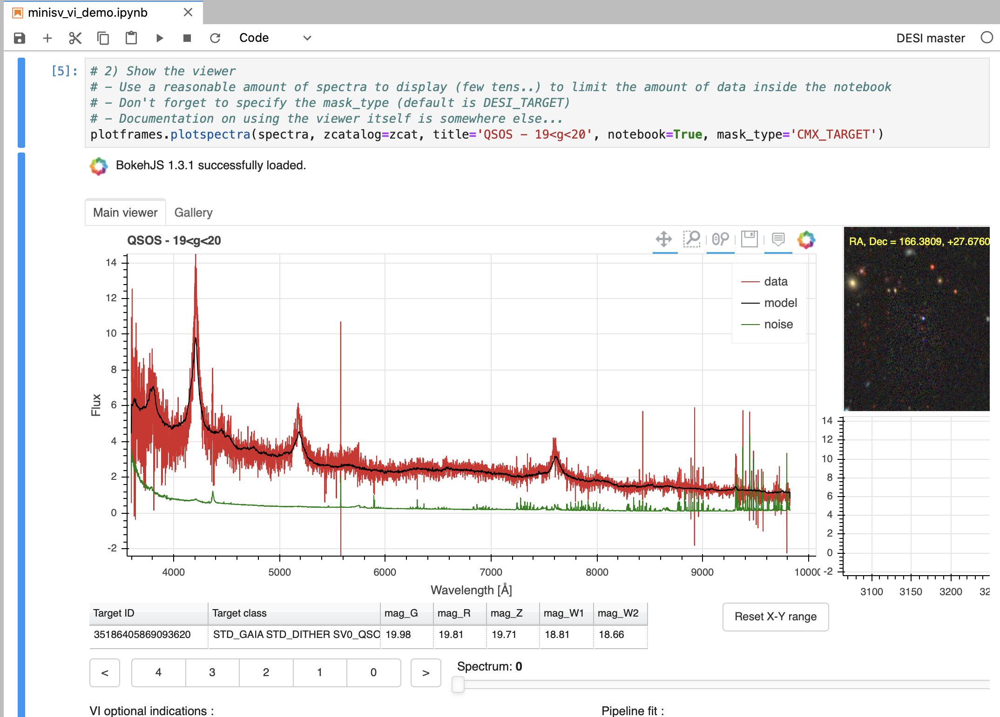 minisv_vi_demo.ipynb
Code
DESI master
[5]:
# 2) Show the viewer
# - Use a reasonable amount of spectra to display (few tens..) to limit the amount of data inside the notebook
# - Don't forget to specify the mask_type (default is DESI_TARGET)
# - Documentation on using the viewer itself is somewhere else...
plotframes.plotspectra(spectra, zcatalog=zcat, title='QSOS - 19<g<20', notebook=True, mask_type='CMX_TARGET')
BokehJS 1.3.1 successfully loaded.
Main viewer Gallery
QSOS - 19<g<20
RA, Dec = 166.3809, +27.6760
data
model
noise
14
12
10
8
6
4
2
0
-2
Flux
4000 5000 6000 7000 8000 9000 1000
Wavelength [Å]
14
12
10
8
6
4
2
0
-2
3100 3150 3200 32
Target ID Target class mag_G mag_R mag_Z mag_W1 mag_W2
35186405869093620 STD_GAIA STD_DITHER SV0_QSO 19.98 19.81 19.71 18.81 18.66
Reset X-Y range
< 4 3 2 1 0 >
Spectrum: 0
VI optional indications :
Pipeline fit :